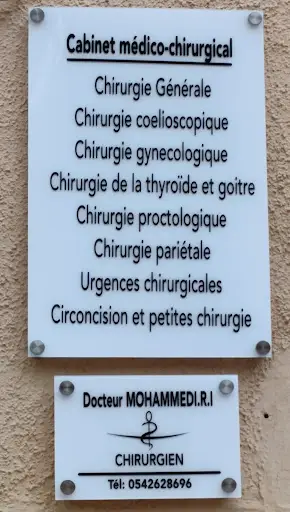 Cabinet médico-chirurgical
Chirurgie Générale
Chirurgie coelioscopique
Chirurgie gynecologique
Chirurgie de la thyroïde et goitre
Chirurgie proctologique
Chirurgie pariétale
Urgences chirurgicales
Circoncision et petites chirurgie
Docteur MOHAMMEDI.R.I
CHIRURGIEN
Tél: 0542628696